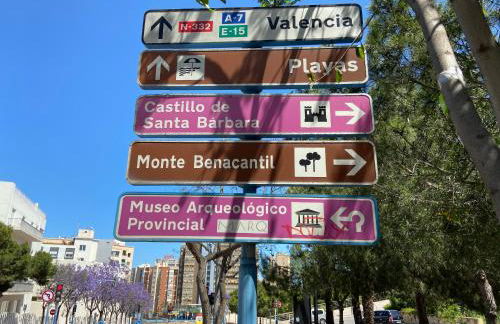 N-332 A-7 E-15 Valencia
Playas
Castillo de
Santa Bárbara
Monte Benacantil
Museo Arqueológico
Provincial MARQ